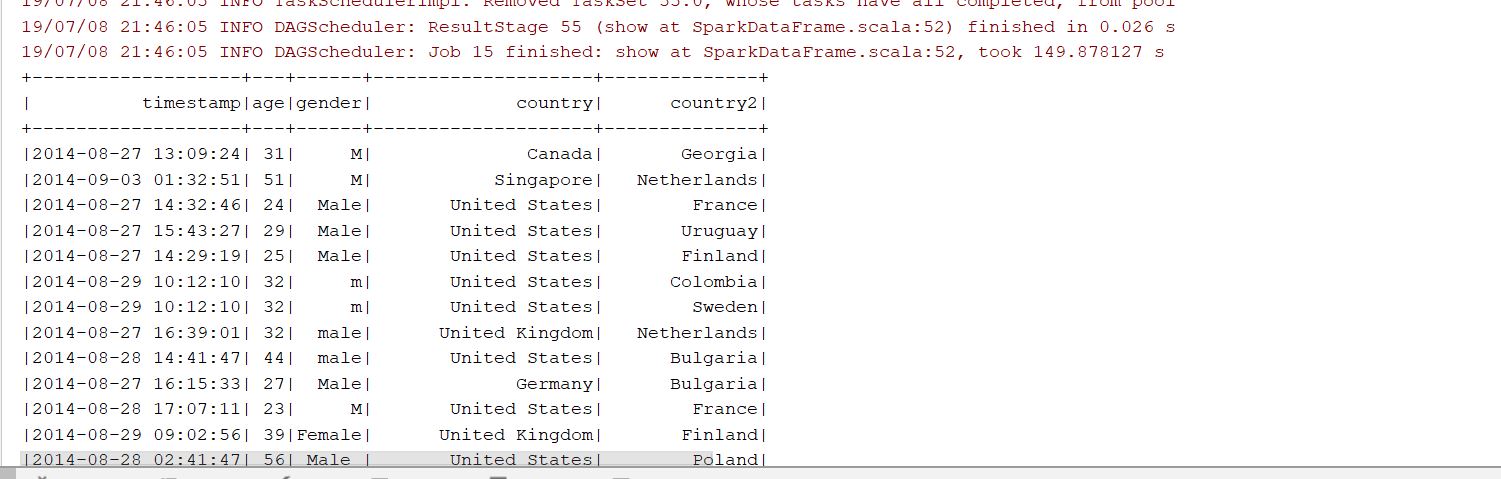 19/07/08 21:46:05 INFO TaskSchedulerImpl: Removed TaskSet 55.0, whose tasks have all completed, from pool
19/07/08 21:46:05 INFO DAGScheduler: ResultStage 55 (show at SparkDataFrame.scala:52) finished in 0.026 s
19/07/08 21:46:05 INFO DAGScheduler: Job 15 finished: show at SparkDataFrame.scala:52, took 149.878127 s
+-------------------+---+------+--------------------+--------------+
|          timestamp|age|gender|             country|      country2|
+-------------------+---+------+--------------------+--------------+
|2014-08-27 13:09:24| 31|     M|              Canada|       Georgia|
|2014-09-03 01:32:51| 51|     M|           Singapore|   Netherlands|
|2014-08-27 14:32:46| 24|  Male|       United States|        France|
|2014-08-27 15:43:27| 29|  Male|       United States|       Uruguay|
|2014-08-27 14:29:19| 25|  Male|       United States|       Finland|
|2014-08-29 10:12:10| 32|     m|       United States|      Colombia|
|2014-08-29 10:12:10| 32|     m|       United States|        Sweden|
|2014-08-27 16:39:01| 32|  male|      United Kingdom|   Netherlands|
|2014-08-28 14:41:47| 44|  male|       United States|      Bulgaria|
|2014-08-27 16:15:33| 27|  Male|             Germany|      Bulgaria|
|2014-08-28 17:07:11| 23|     M|       United States|        France|
|2014-08-29 09:02:56| 39|Female|      United Kingdom|       Finland|
|2014-08-28 02:41:47| 56| Male |       United States|        Poland|